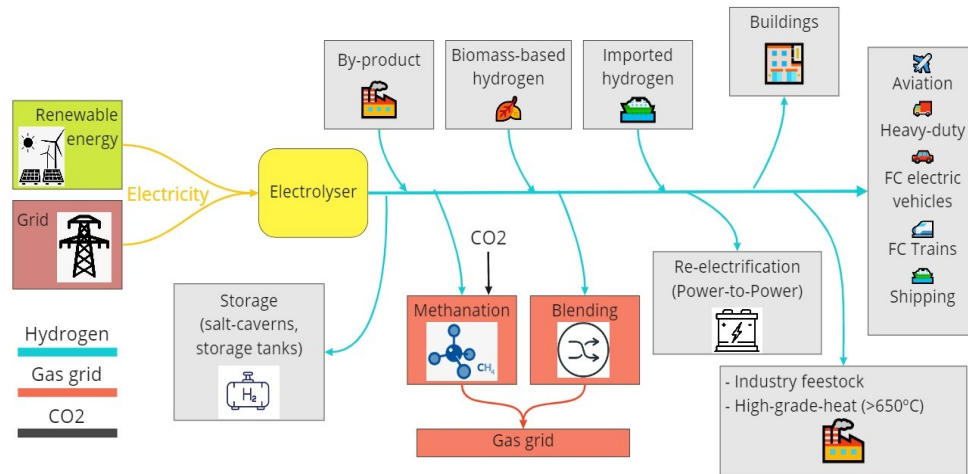 By-product
Biomass-based
hydrogen
Imported
hydrogen
Buildings
Aviation
Heavy-duty
FC electric
vehicles
FC Trains
Shipping
Renewable
energy
Electricity
Electrolyser
Grid
CO2
Storage
(salt-caverns,
storage tanks)
H2
Methanation
CH4
Blending
Re-electrification
(Power-to-Power)
Hydrogen
Gas grid
CO2
Gas grid
- Industry feestock
- High-grade-heat (>650ºC)